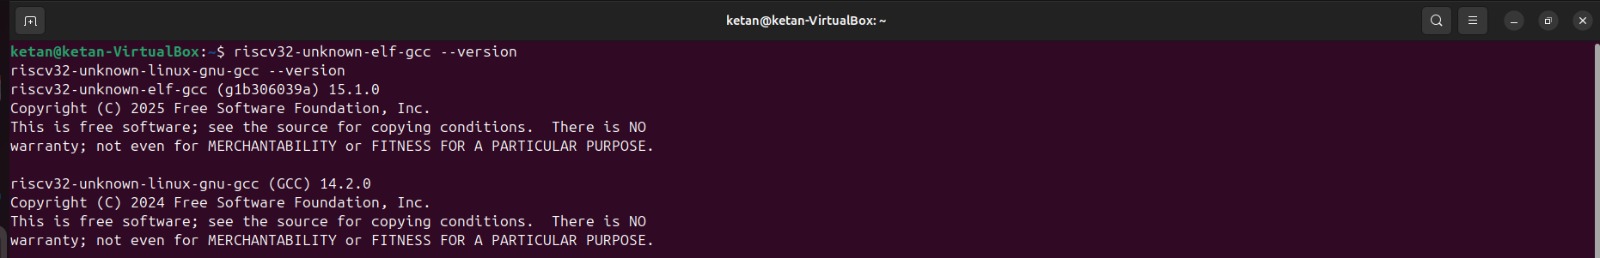 ketan@ketan-VirtualBox: ~
ketan@ketan-VirtualBox:~$ riscv32-unknown-elf-gcc --version
riscv32-unknown-linux-gnu-gcc --version
riscv32-unknown-elf-gcc (g1b306039a) 15.1.0
Copyright (C) 2025 Free Software Foundation, Inc.
This is free software; see the source for copying conditions.  There is NO
warranty; not even for MERCHANTABILITY or FITNESS FOR A PARTICULAR PURPOSE.

riscv32-unknown-linux-gnu-gcc (GCC) 14.2.0
Copyright (C) 2024 Free Software Foundation, Inc.
This is free software; see the source for copying conditions.  There is NO
warranty; not even for MERCHANTABILITY or FITNESS FOR A PARTICULAR PURPOSE.